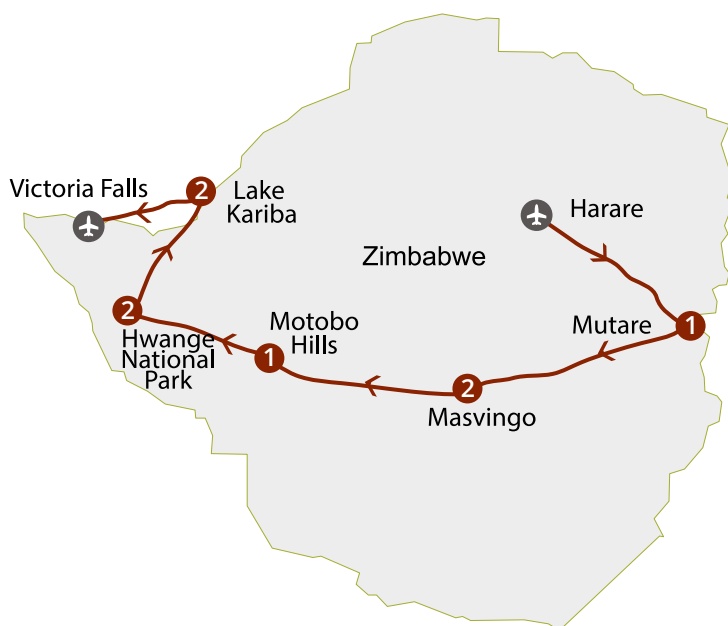 Victoria Falls
2
Lake
Kariba
Harare
Zimbabwe
2
Hwange
National
Park
Motobo
Hills
1
Mutare
1
2
Masvingo